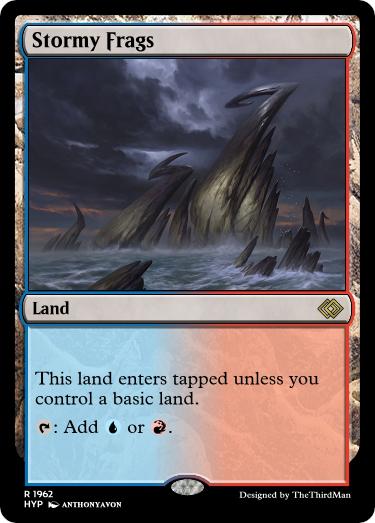 Stormy Frags
Land
This land enters tapped unless you
control a basic land.
: Add or .
R 1962
HYP ANTHONYAVON
Designed by TheThirdMan